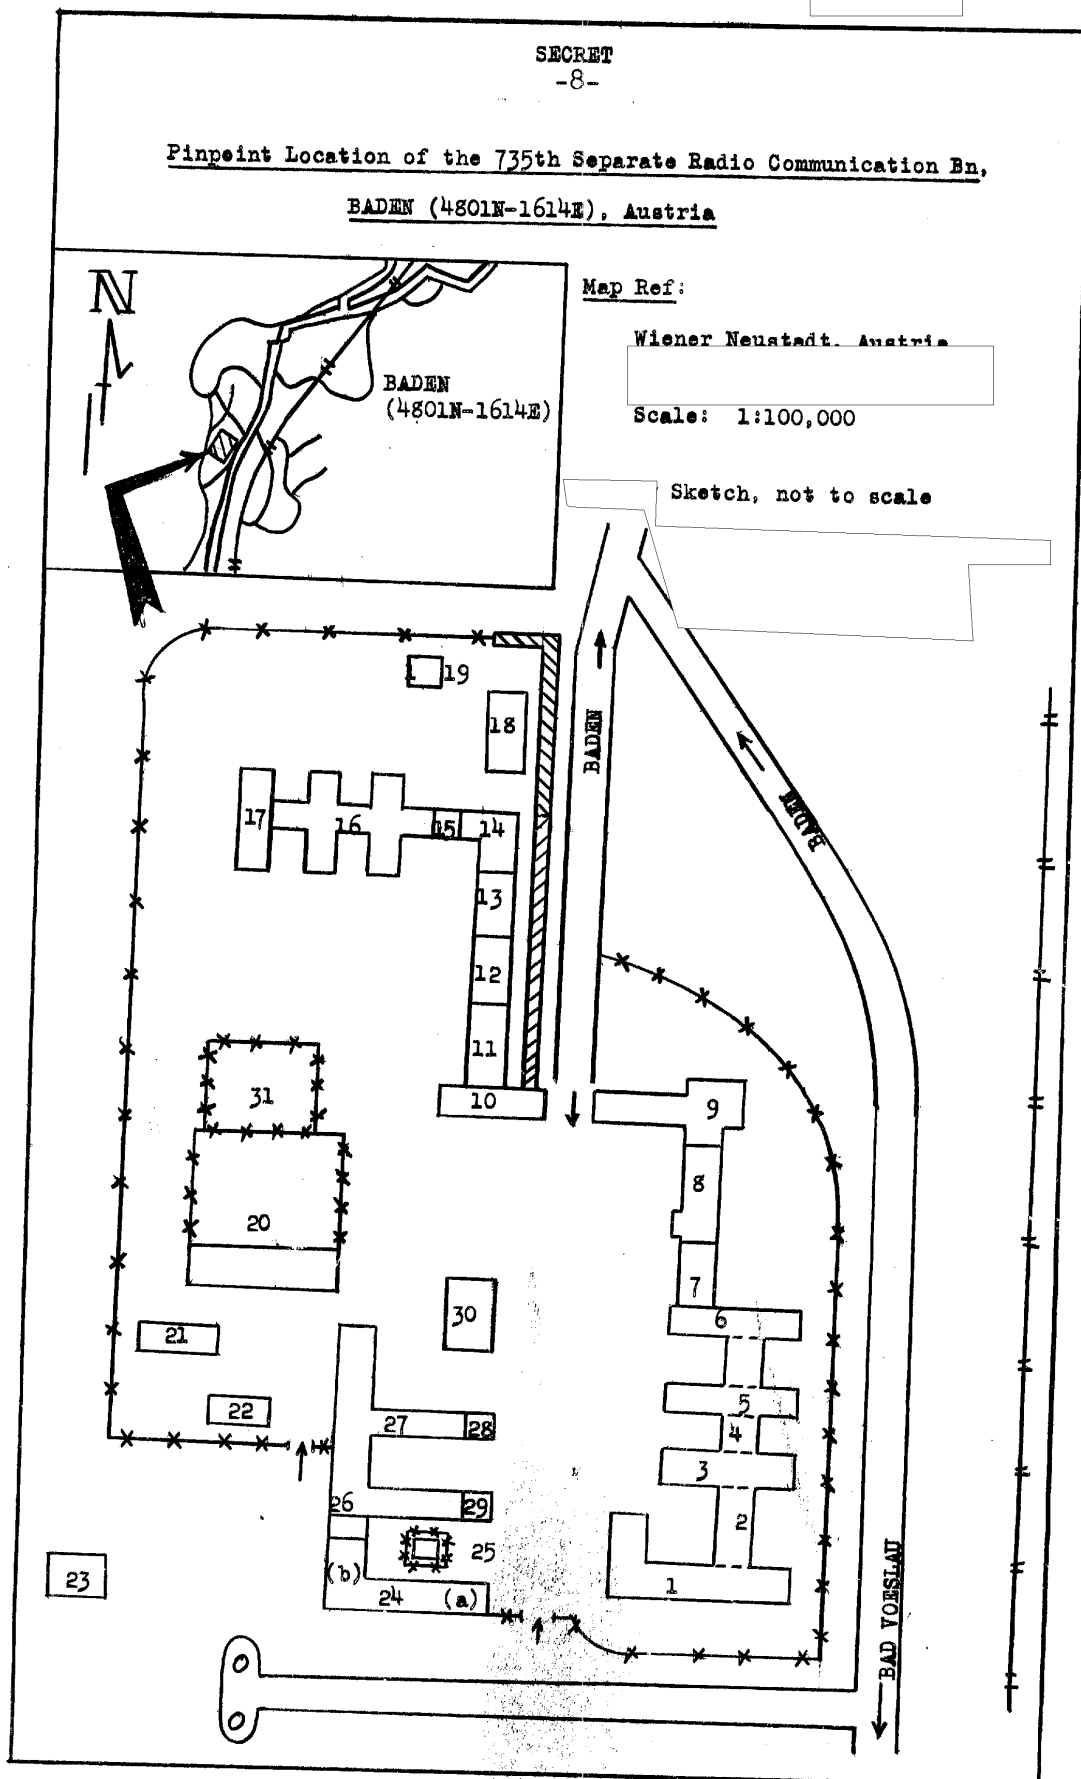 SECRET
-8-
Pinpoint Location of the 735th Separate Radio Communication Bn,
BADEN (4801N-1614E), Austria
N
BADEN
(4801N-1614E)
Map Ref:
Wiener Neustadt, Austria
Scale: 1:100,000
Sketch, not to scale
19
18
BADEN
BADEN
17
16
15
14
13
12
11
10
9
31
8
20
7
30
6
21
5
22
27
28
4
3
26
29
2
25
23
(b)
24
(a)
1
BAD VOESLAU